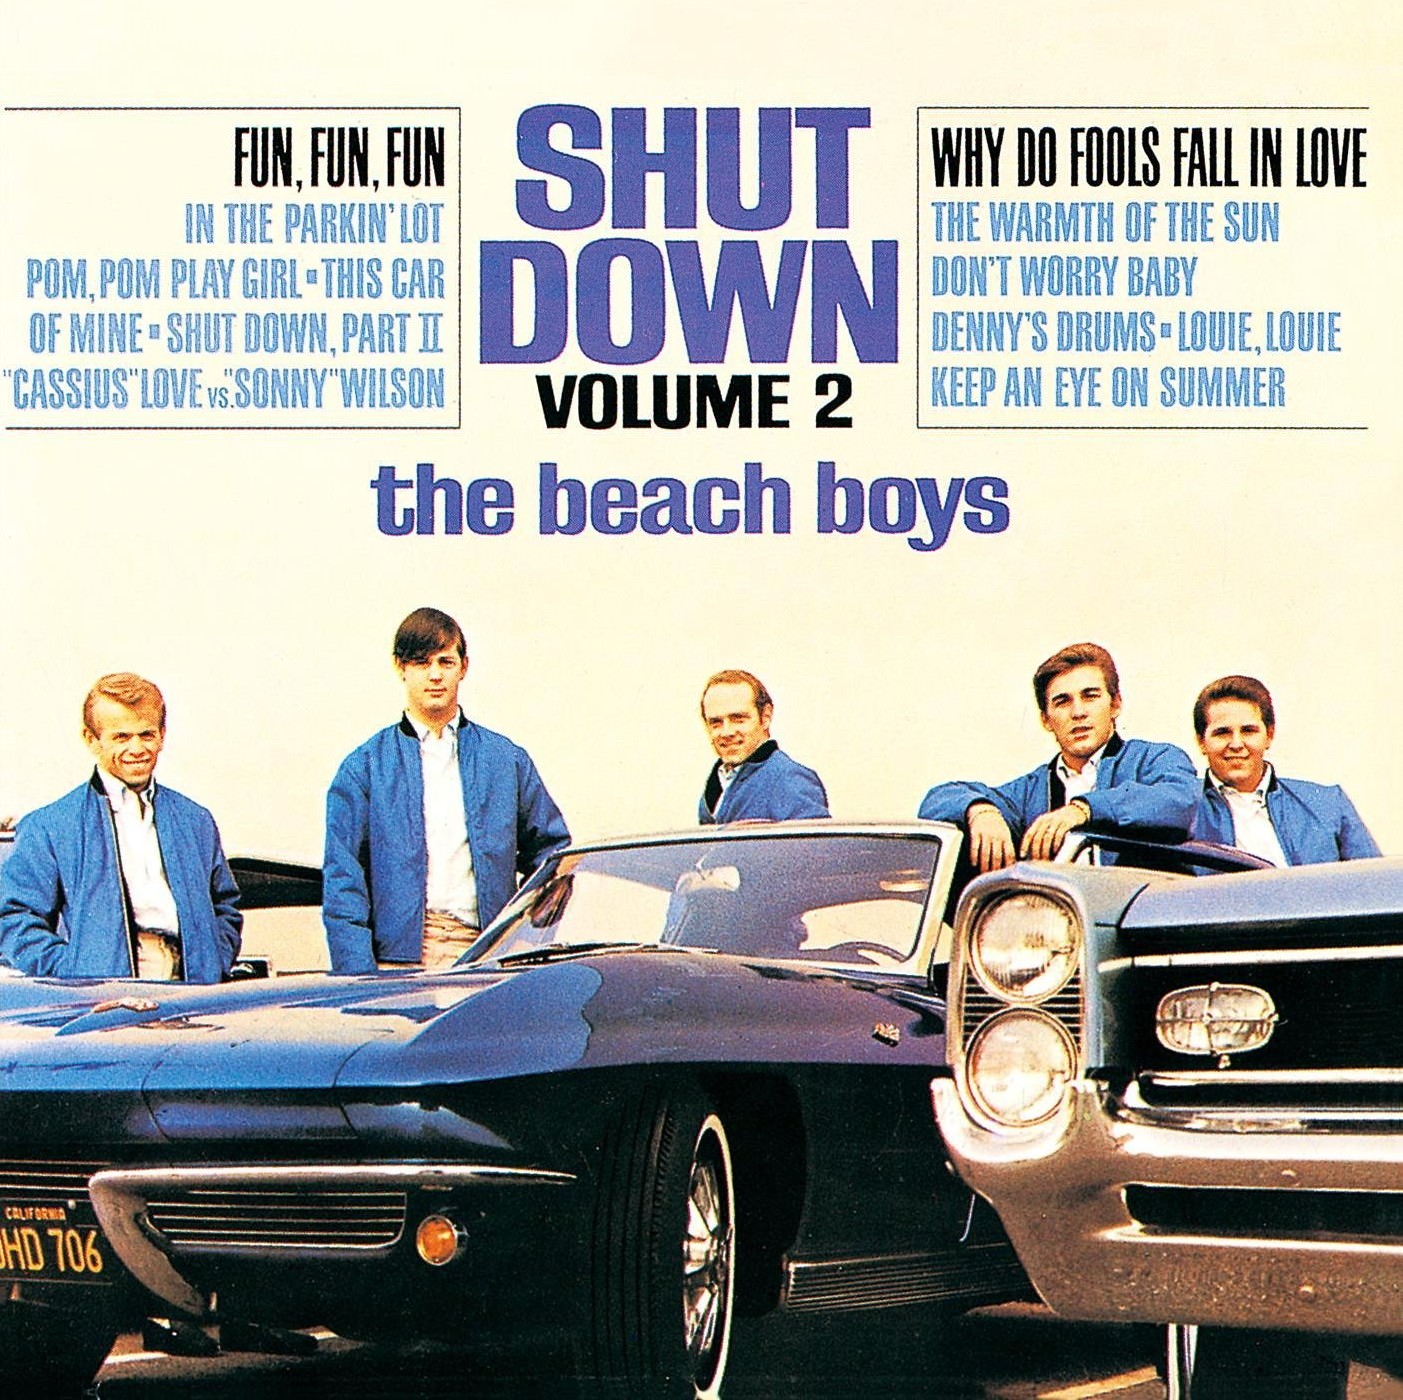 FUN, FUN, FUN
IN THE PARKIN' LOT
POM, POM PLAY GIRL▪THIS CAR
OF MINE▪SHUT DOWN, PART II
"CASSIUS" LOVE vs. "SONNY" WILSON
SHUT
DOWN
VOLUME 2
WHY DO FOOLS FALL IN LOVE
THE WARMTH OF THE SUN
DON'T WORRY BABY
DENNY'S DRUMS▪LOUIE, LOUIE
KEEP AN EYE ON SUMMER
the beach boys
CALIFORNIA
HD 706